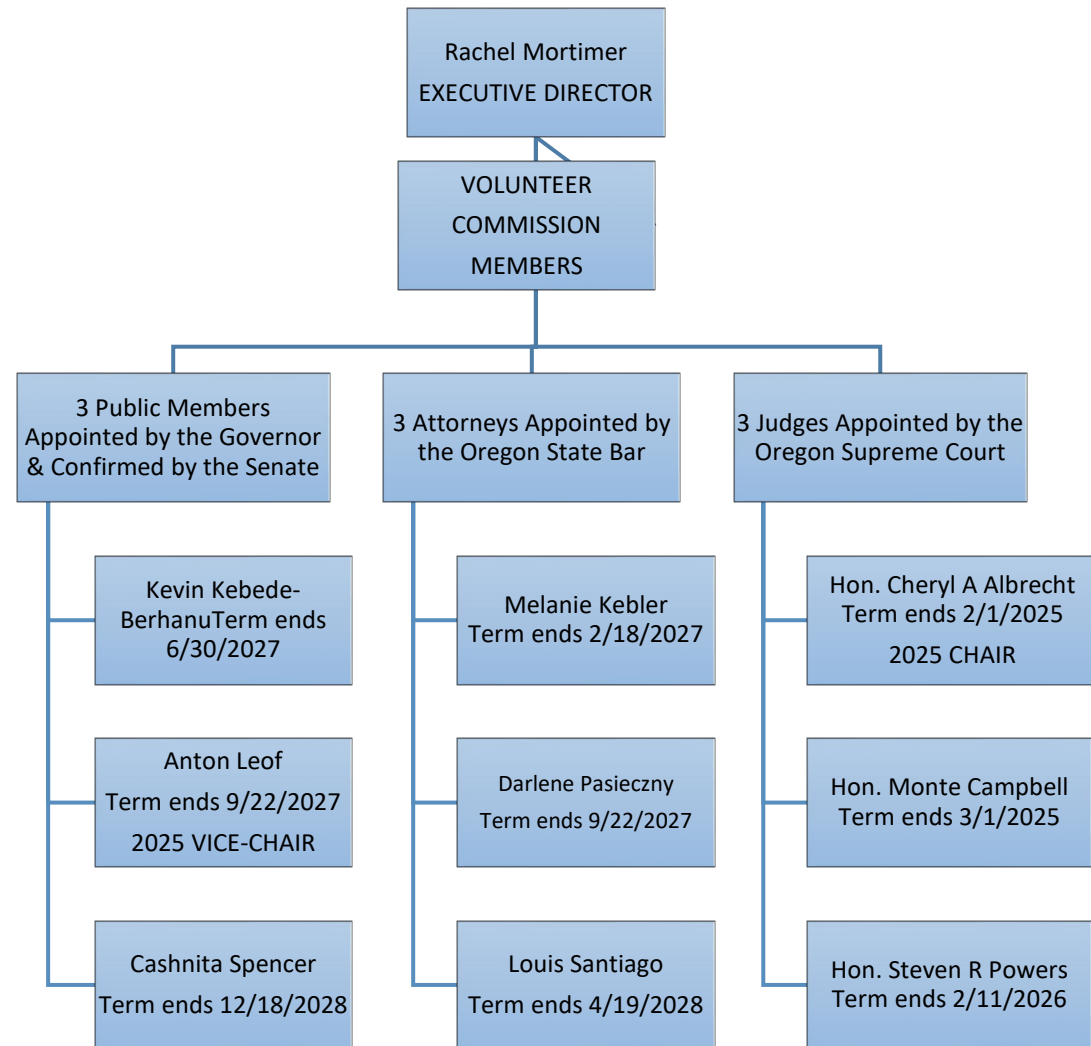 Rachel Mortimer
EXECUTIVE DIRECTOR
VOLUNTEER
COMMISSION
MEMBERS
3 Public Members
Appointed by the Governor
& Confirmed by the Senate
3 Attorneys Appointed by
the Oregon State Bar
3 Judges Appointed by the
Oregon Supreme Court
Kevin Kebede-
BerhanuTerm ends
6/30/2027
Melanie Kebler
Term ends 2/18/2027
Hon. Cheryl A Albrecht
Term ends 2/1/2025
2025 CHAIR
Anton Leof
Term ends 9/22/2027
2025 VICE-CHAIR
Darlene Pasieczny
Term ends 9/22/2027
Hon. Monte Campbell
Term ends 3/1/2025
Cashnita Spencer
Term ends 12/18/2028
Louis Santiago
Term ends 4/19/2028
Hon. Steven R Powers
Term ends 2/11/2026